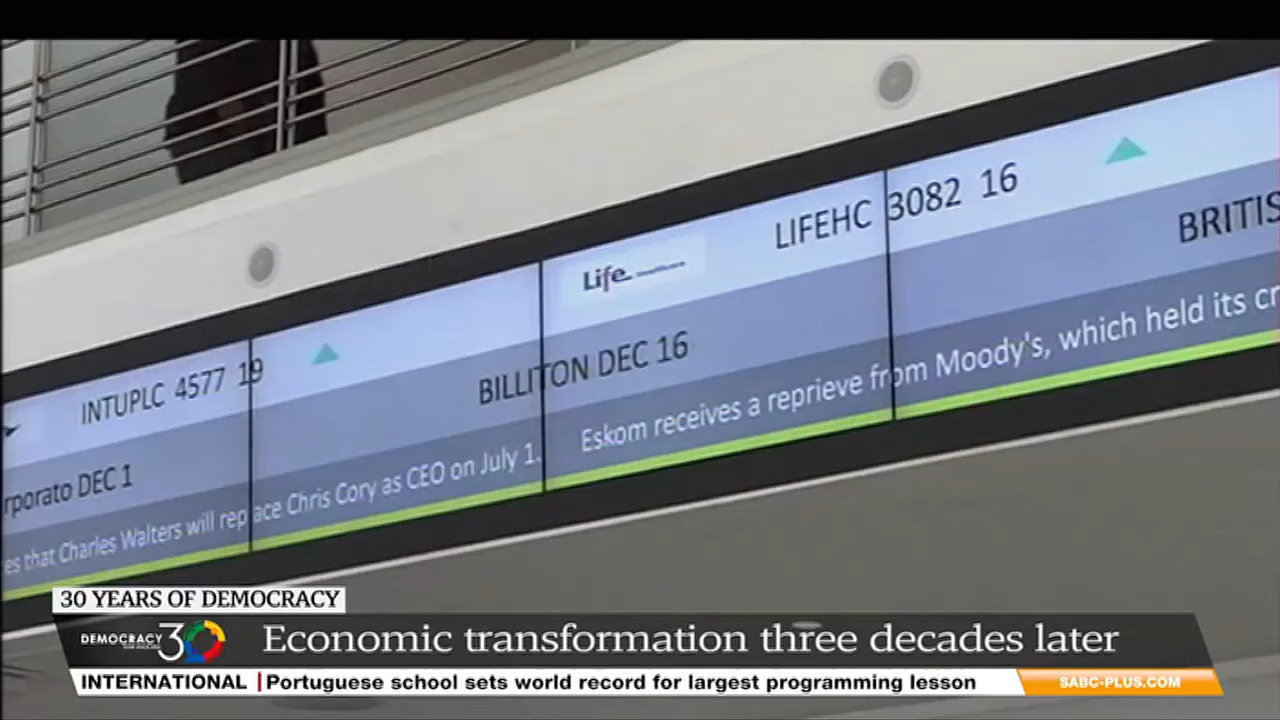 LIFEHC 3082 16
Life Healthcare
BRITIS
INTUPLC 4577 19
BILLITON DEC 16
Eskom receives a reprieve from Moody's, which held its cr
rporato DEC 1
es that Charles Walters will replace Chris Cory as CEO on July 1.
30 YEARS OF DEMOCRACY
DEMOCRACY 30
Economic transformation three decades later
INTERNATIONAL | Portuguese school sets world record for largest programming lesson
SABC-PLUS.COM